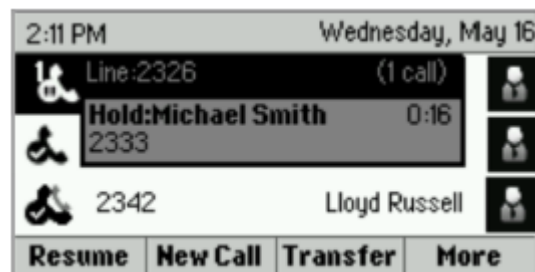 2:11 PM Wednesday, May 16
1 Line:2326 (1 call)
Hold:Michael Smith 0:16
2333
2342 Lloyd Russell
Resume New Call Transfer More